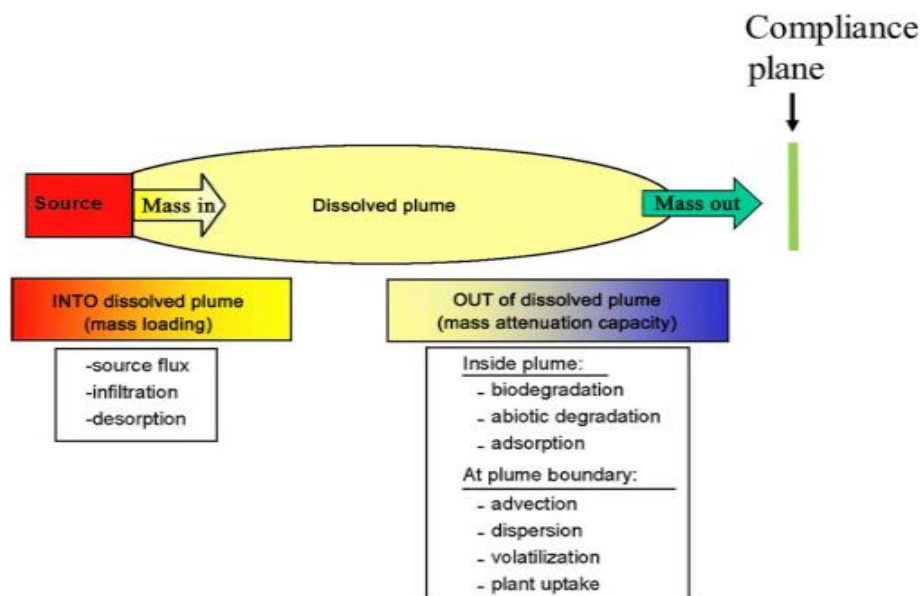 Compliance
plane
Source
Mass in
Dissolved plume
Mass out
INTO dissolved plume
(mass loading)
-source flux
-infiltration
-desorption
OUT of dissolved plume
(mass attenuation capacity)
Inside plume:
- biodegradation
- abiotic degradation
- adsorption
At plume boundary:
- advection
- dispersion
- volatilization
- plant uptake